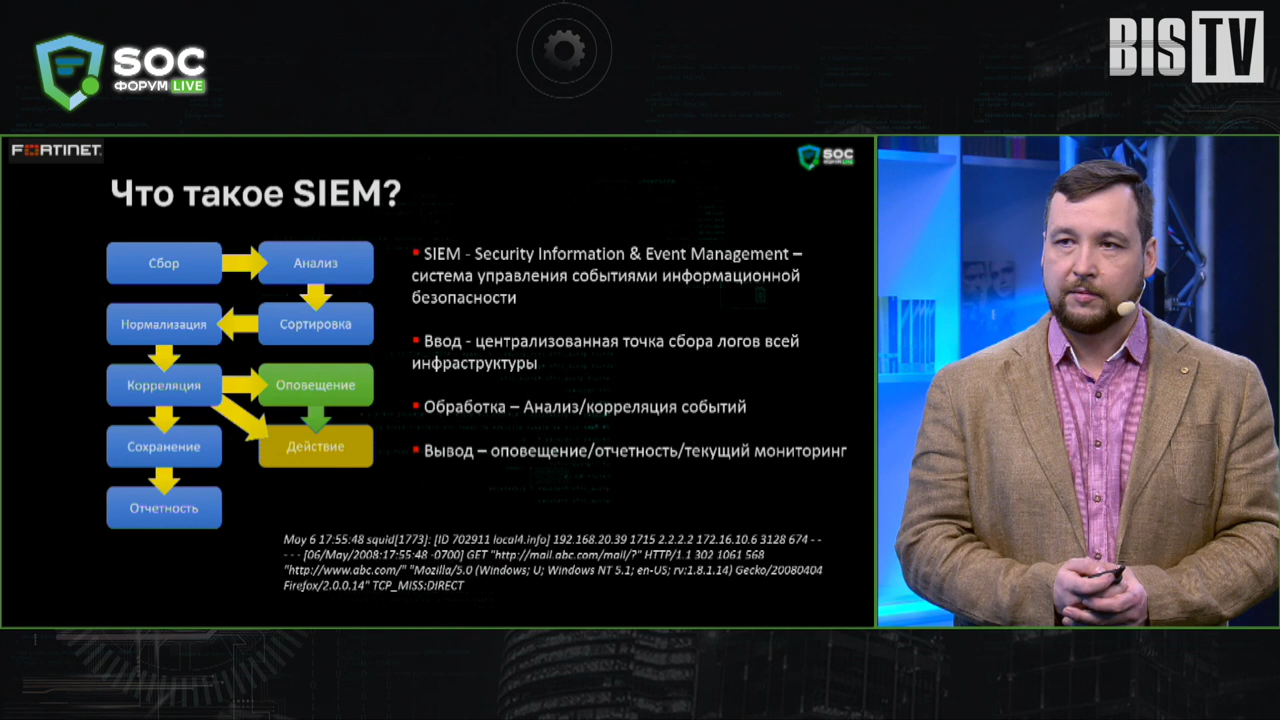 SOC
ФОРУМ LIVE
BIS TV
FORTINET
SOC
ФОРУМ LIVE
Что такое SIEM?
Сбор
Анализ
Нормализация
Сортировка
Корреляция
Оповещение
Сохранение
Действие
Отчетность
SIEM - Security Information & Event Management –
система управления событиями информационной
безопасности
Ввод - централизованная точка сбора логов всей
инфраструктуры
Обработка – Анализ/корреляция событий
Вывод – оповещение/отчетность/текущий мониторинг
May 6 17:55:48 squid[1773]: [ID 702911 local4.info] 192.168.20.39 1715 2.2.2.2 172.16.10.6 3128 674 - -
- - - [06/May/2008:17:55:48 -0700] GET "http://mail.abc.com/mail/?" HTTP/1.1 302 1061 568
"http://www.abc.com/" "Mozilla/5.0 (Windows; U; Windows NT 5.1; en-US; rv:1.8.1.14) Gecko/20080404
Firefox/2.0.0.14" TCP_MISS:DIRECT